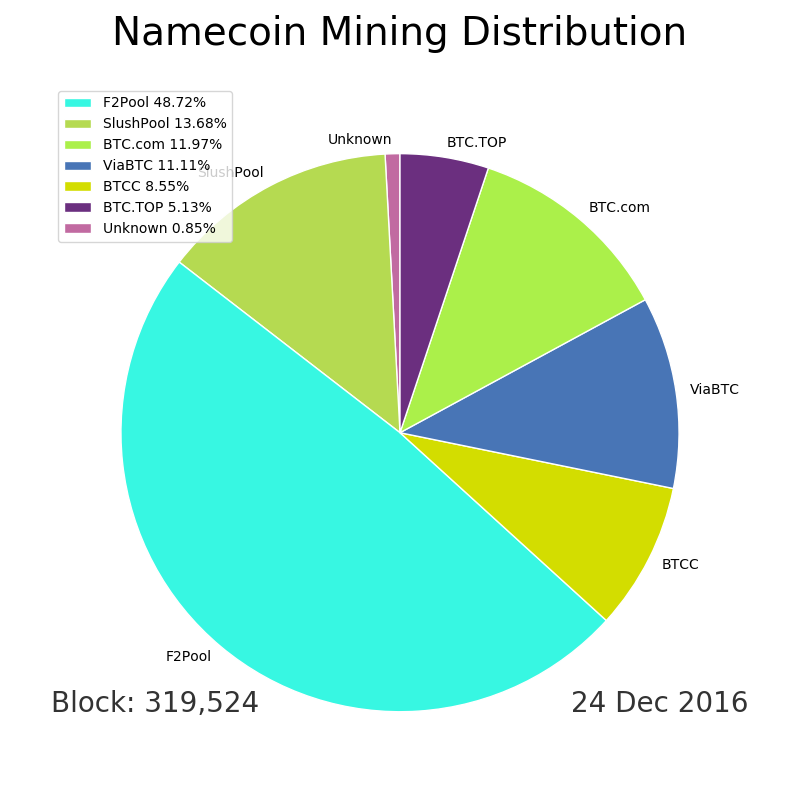 Namecoin Mining Distribution
F2Pool 48.72%
SlushPool 13.68%
BTC.com 11.97%
ViaBTC 11.11%
BTCC 8.55%
BTC.TOP 5.13%
Unknown 0.85%
Unknown
BTC.TOP
SlushPool
BTC.com
ViaBTC
BTCC
F2Pool
Block: 319,524
24 Dec 2016